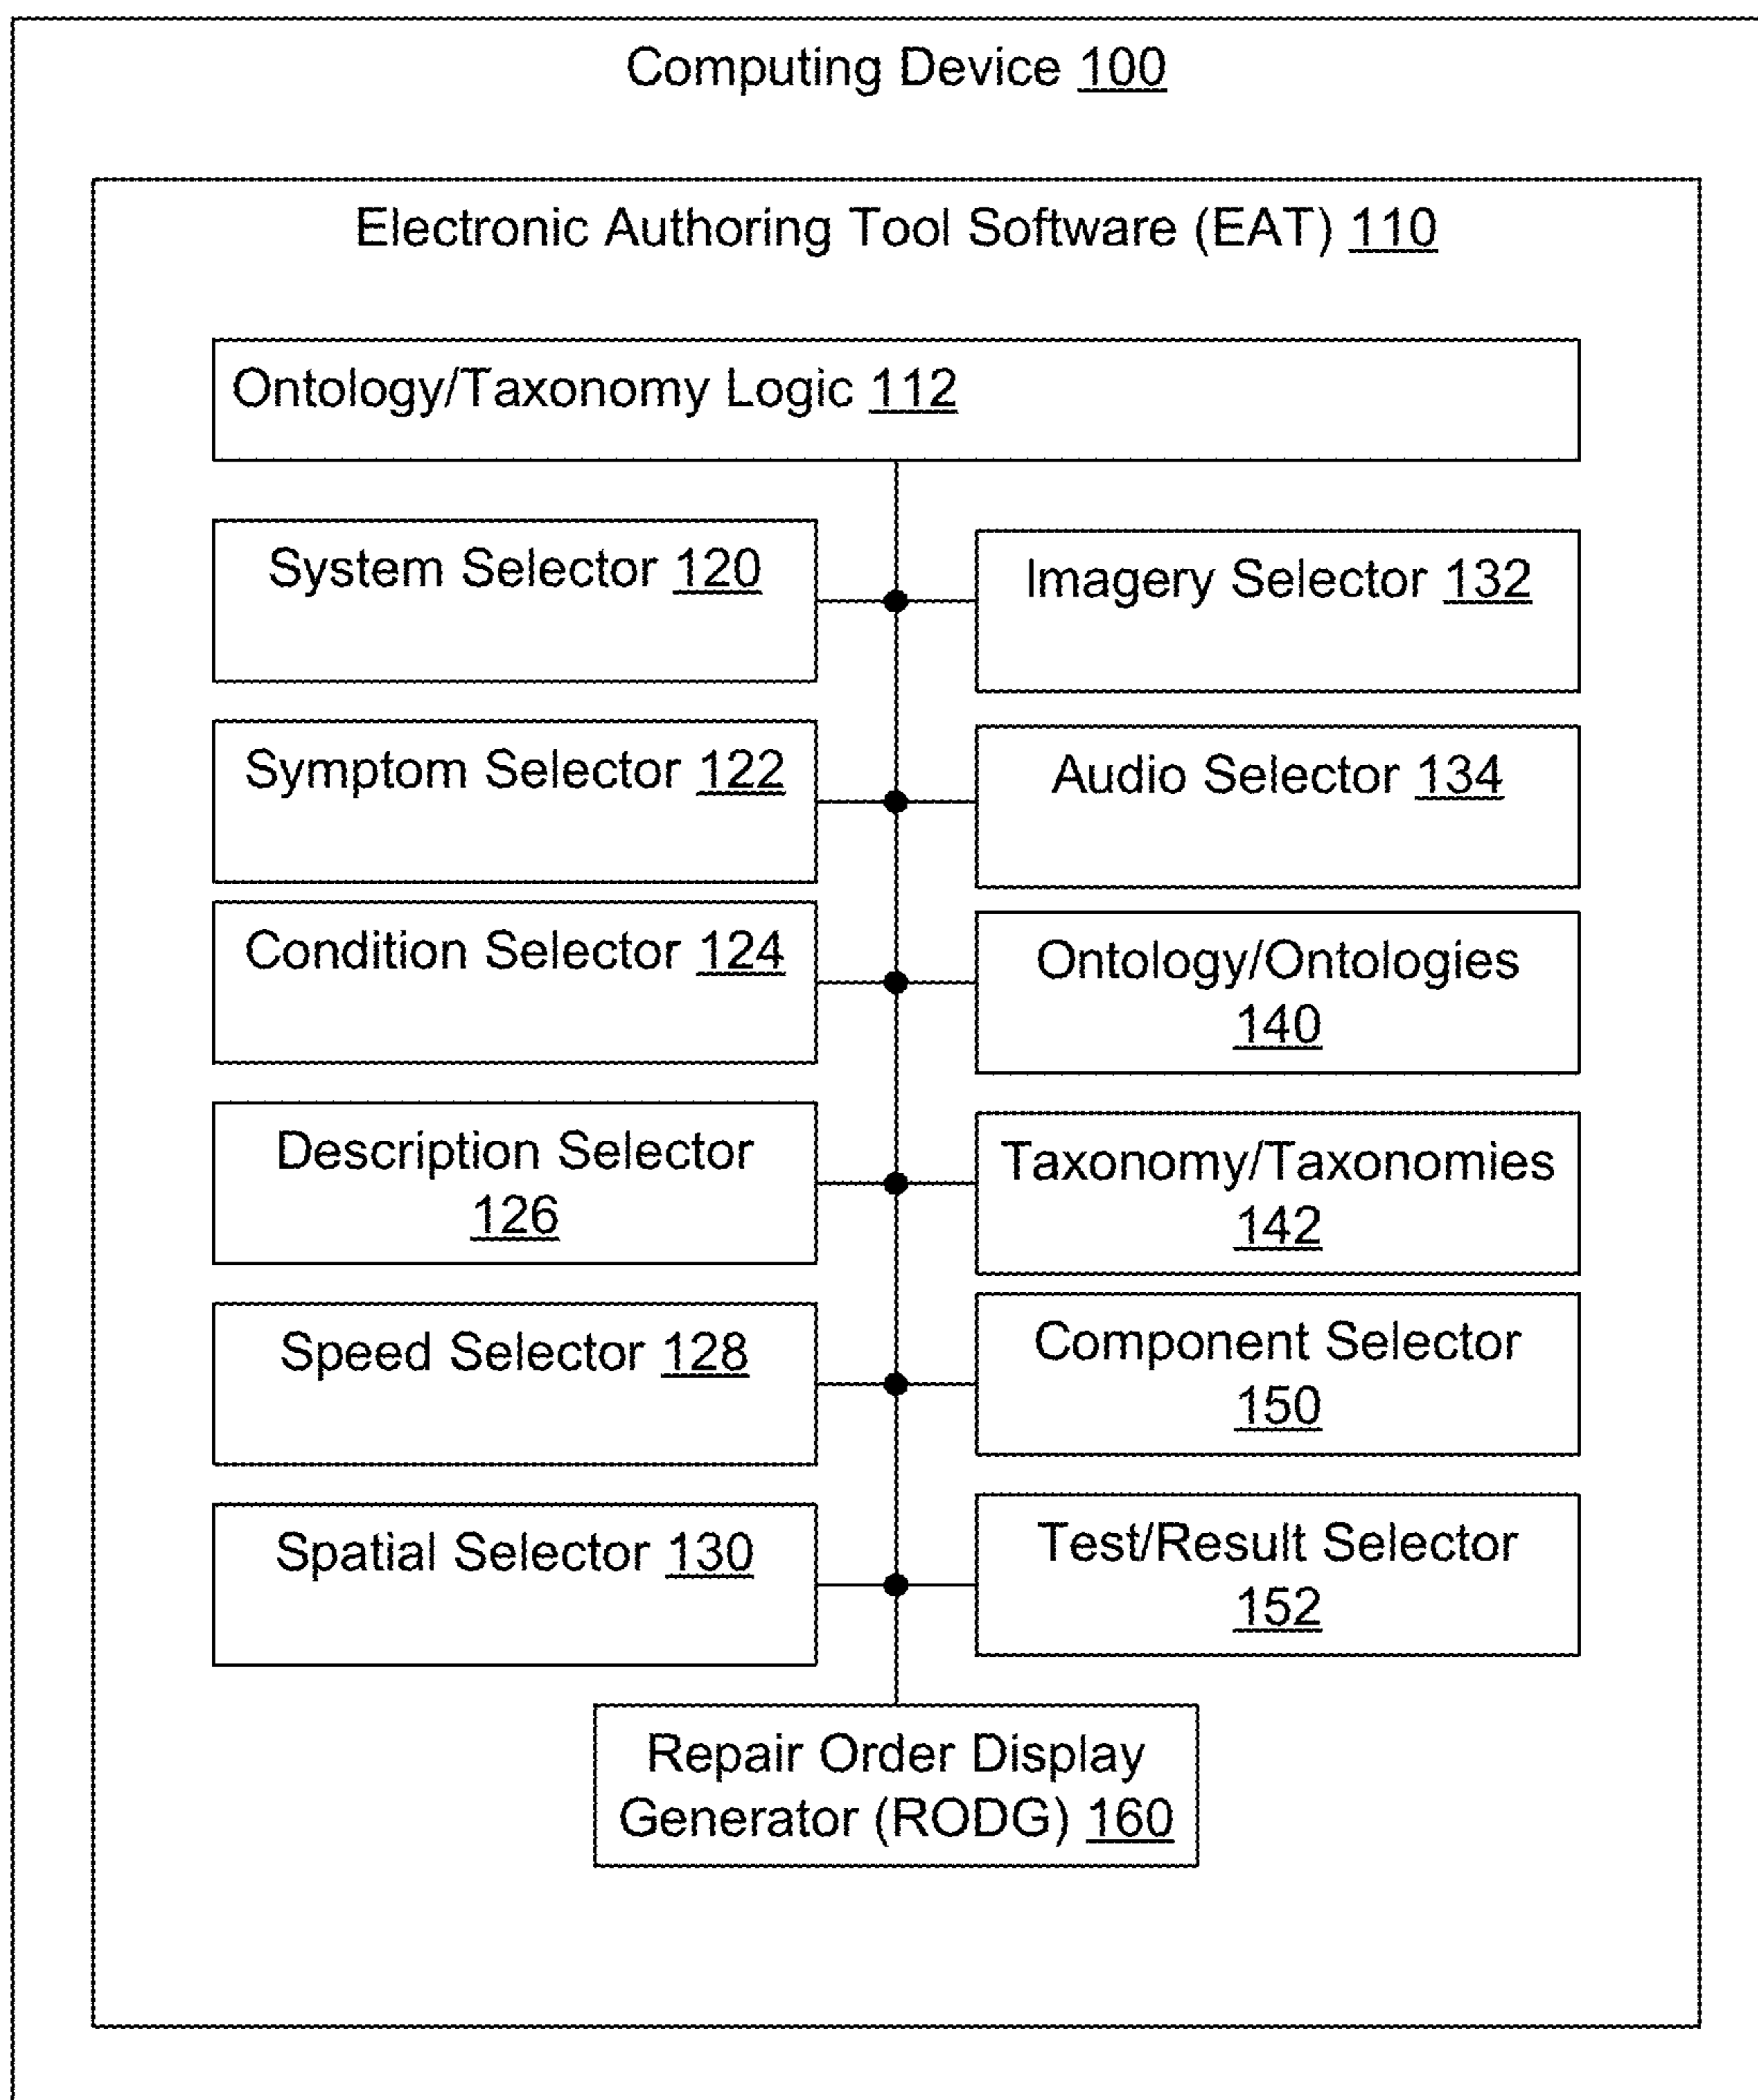 Computing Device 100
Electronic Authoring Tool Software (EAT) 110
Ontology/Taxonomy Logic 112
System Selector 120
Imagery Selector 132
Symptom Selector 122
Audio Selector 134
Condition Selector 124
Ontology/Ontologies
140
Description Selector
126
Taxonomy/Taxonomies
142
Speed Selector 128
Component Selector
150
Spatial Selector 130
Test/Result Selector
152
Repair Order Display
Generator (RODG) 160